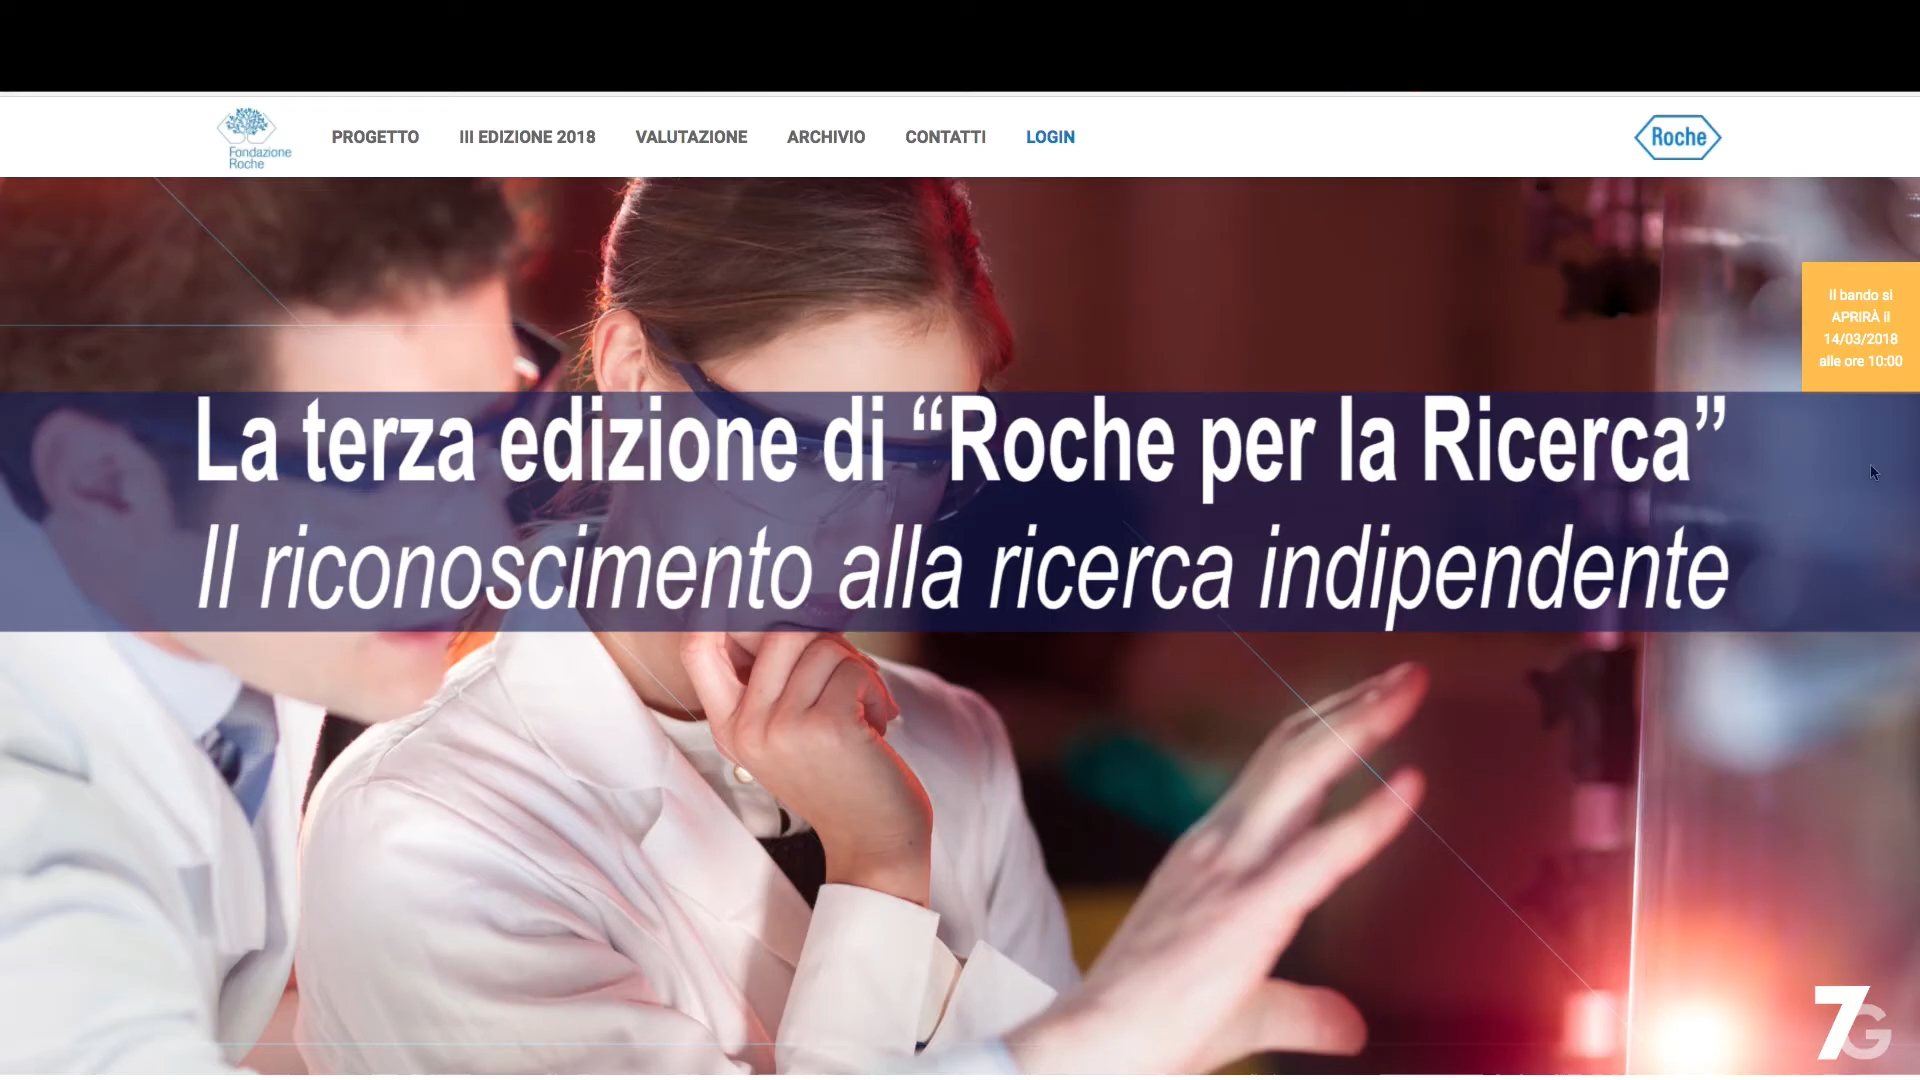 Fondazione
Roche
PROGETTO
III EDIZIONE 2018
VALUTAZIONE
ARCHIVIO
CONTATTI
LOGIN
Roche
Il bando si
APRIRÀ il
14/03/2018
alle ore 10:00
La terza edizione di “Roche per la Ricerca”
Il riconoscimento alla ricerca indipendente
7G